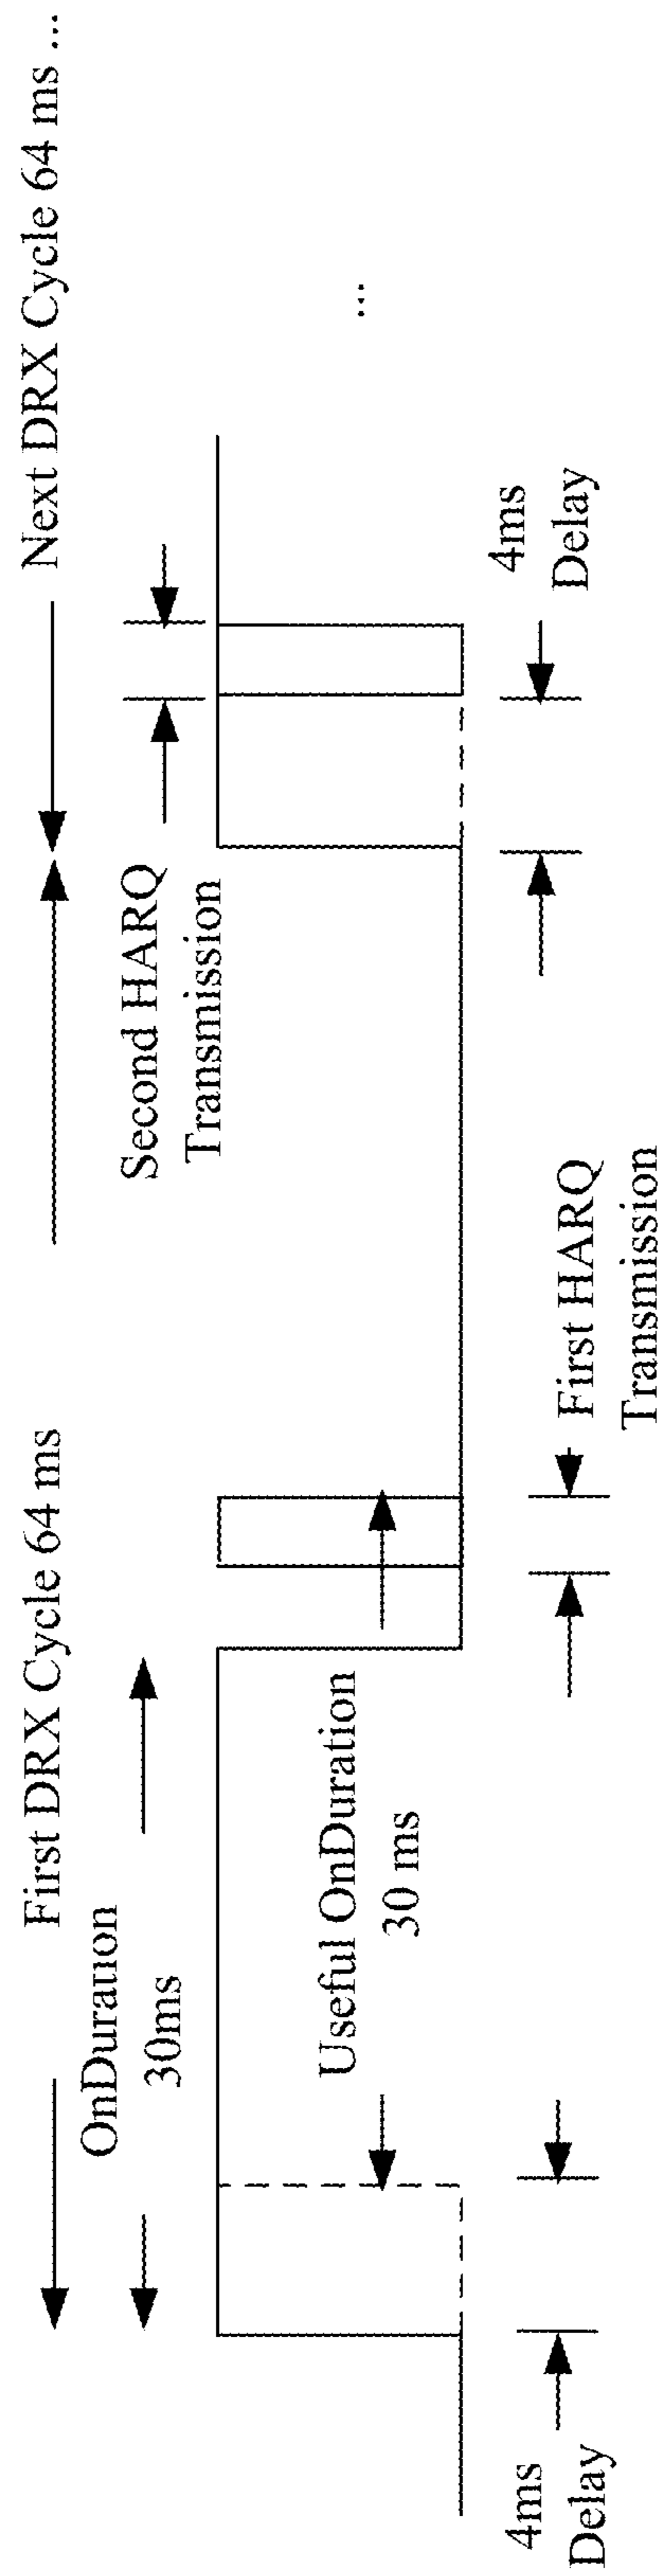 First DRX Cycle 64 ms
Next DRX Cycle 64 ms ...
OnDuration
30ms
Second HARQ
Transmission
Useful OnDuration
30 ms
...
4ms
Delay
First HARQ
Transmission
4ms
Delay